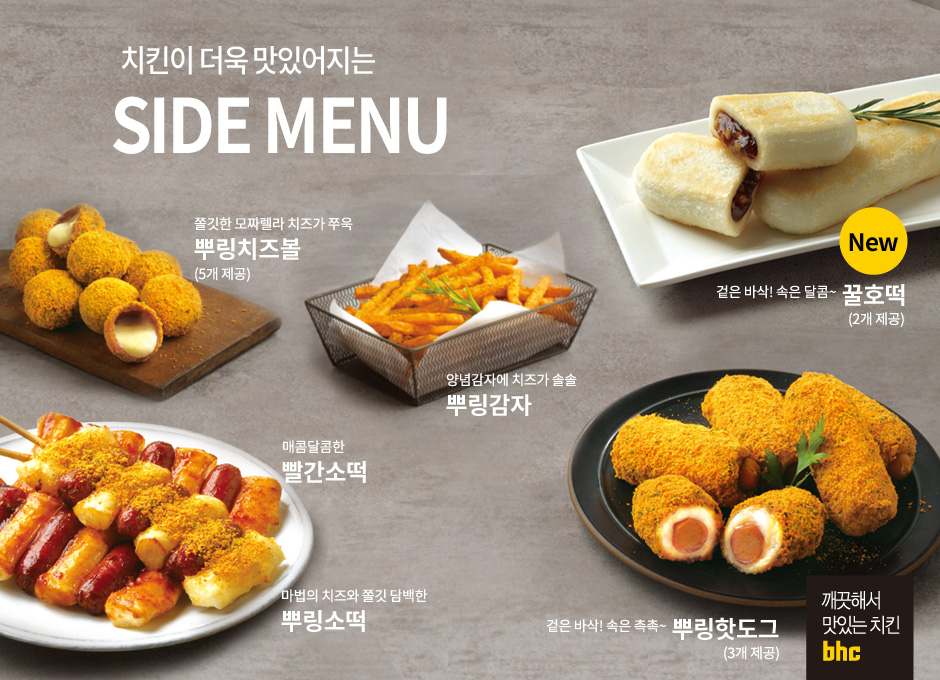 치킨이 더욱 맛있어지는
SIDE MENU
쫄깃한 모짜렐라 치즈가 쭈욱
뿌링치즈볼
(5개 제공)
New
겉은 바삭! 속은 달콤~ 꿀호떡
(2개 제공)
양념감자에 치즈가 솔솔
뿌링감자
매콤달콤한
빨간소떡
마법의 치즈와 쫄깃 담백한
뿌링소떡
겉은 바삭! 속은 촉촉~ 뿌링핫도그
(3개 제공)
깨끗해서
맛있는 치킨
bhc